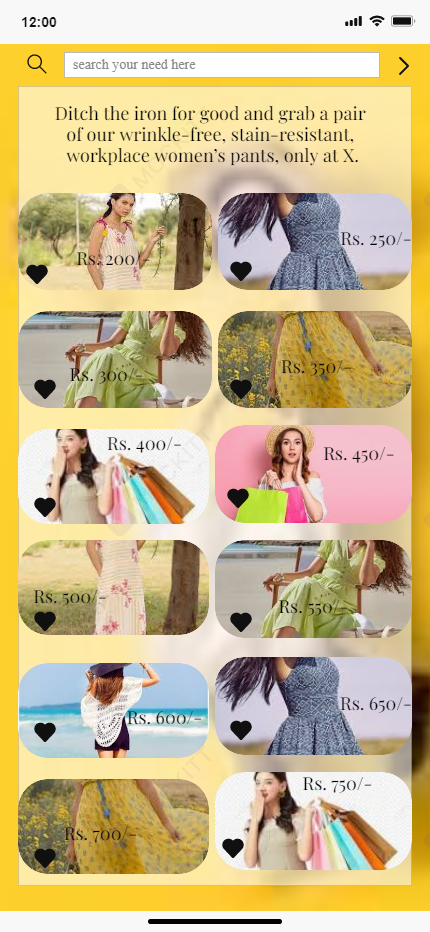 12:00
search your need here
Ditch the iron for good and grab a pair
of our wrinkle-free, stain-resistant,
workplace women's pants, only at X.
Rs. 200/-
Rs. 250/-
Rs. 300/-
Rs. 350/-
Rs. 400/-
Rs. 450/-
Rs. 500/-
Rs. 550/-
Rs. 600/-
Rs. 650/-
Rs. 700/-
Rs. 750/-